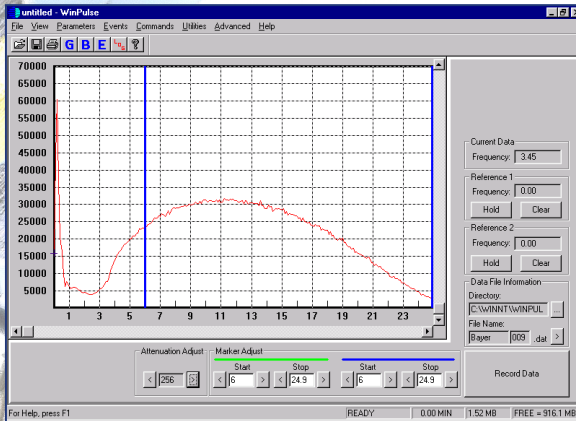 untitled - WinPulse
File View Parameters Events Commands Utilities Advanced Help
G B E
70000
65000
60000
55000
50000
45000
40000
35000
30000
25000
20000
15000
10000
5000
1 3 5 7 9 11 13 15 17 19 21 23
Current Data
Frequency: 3.45
Reference 1
Frequency: 0.00
Hold Clear
Reference 2
Frequency: 0.00
Hold Clear
Data File Information
Directory:
C:\WINNT\WINPUL ...
File Name:
Bayer 009 .dat >
Attenuation Adjust
< 256 >
Marker Adjust
Start Stop Start Stop
< 6 > < 24.9 > < 6 > < 24.9 >
Record Data
For Help, press F1 READY 0.00 MIN 1.52 MB FREE = 916.1 MB